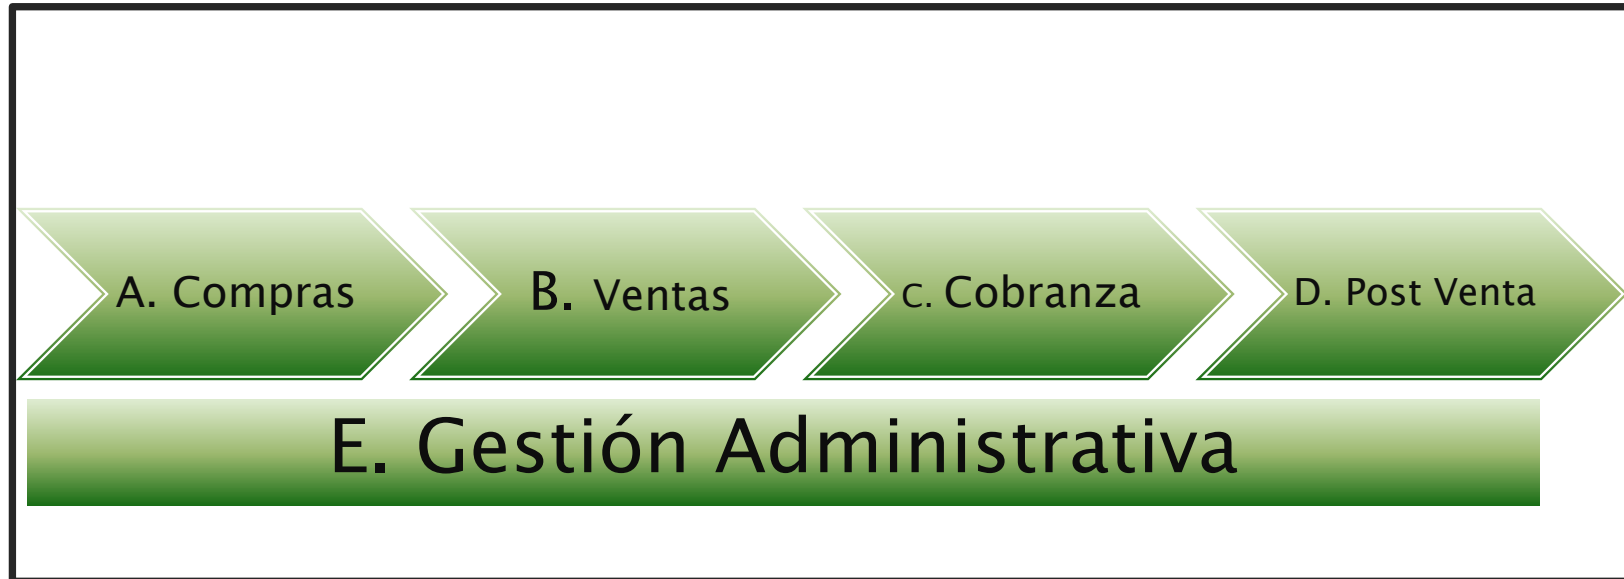 A. Compras
B. Ventas
C. Cobranza
D. Post Venta
E. Gestión Administrativa